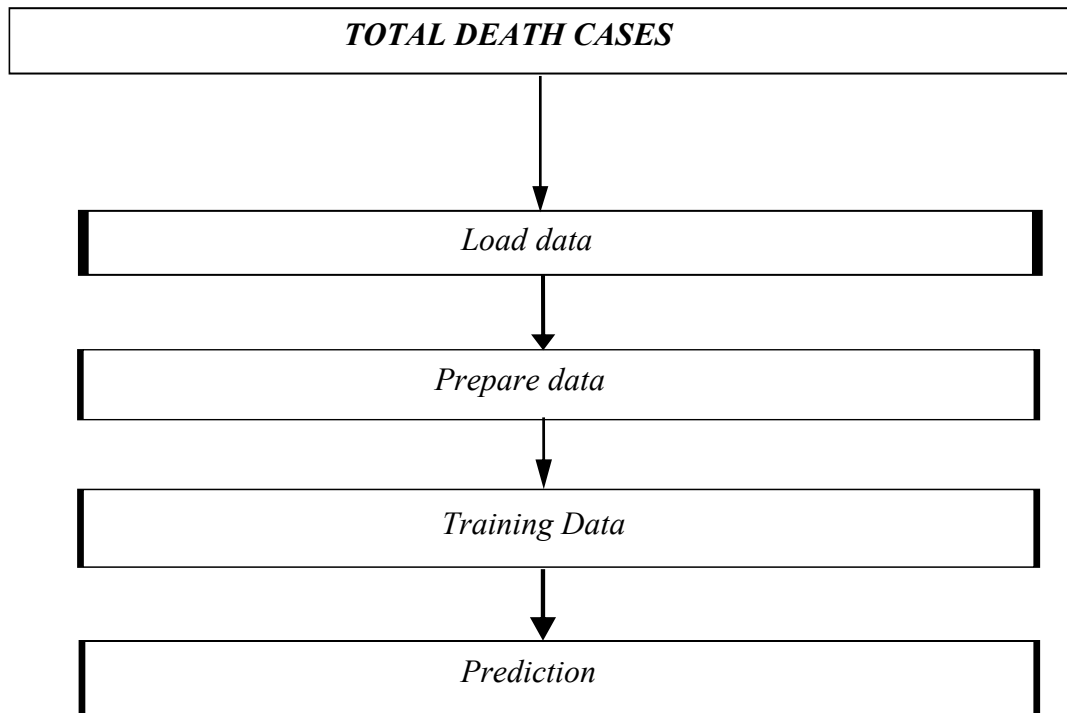 TOTAL DEATH CASES
Load data
Prepare data
Training Data
Prediction